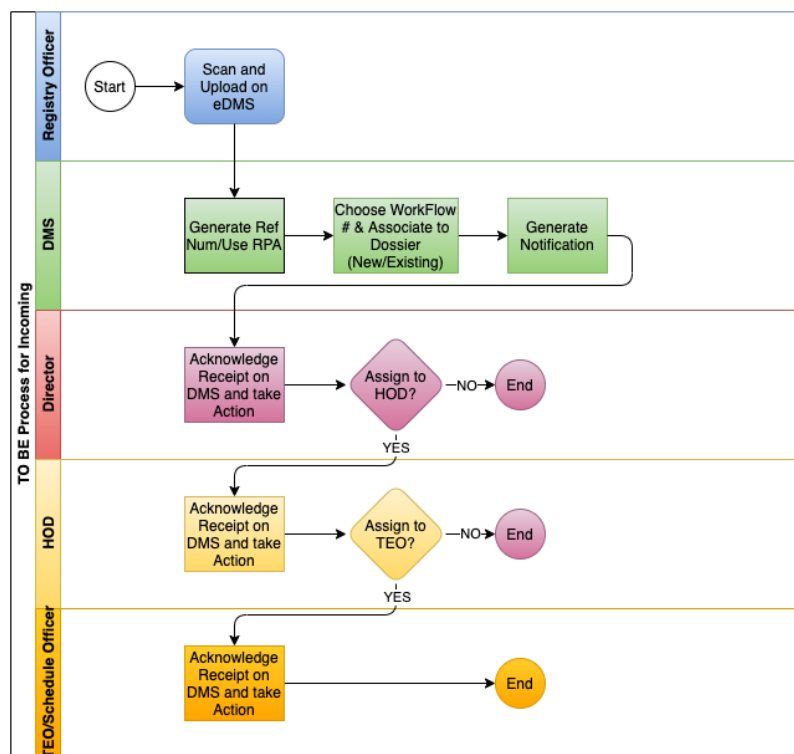 TO BE Process for Incoming
Registry Officer
Start
Scan and
Upload on
eDMS
DMS
Generate Ref
Num/Use RPA
Choose WorkFlow
# & Associate to
Dossier
(New/Existing)
Generate
Notification
Director
Acknowledge
Receipt on
DMS and take
Action
Assign to
HOD?
NO
End
YES
HOD
Acknowledge
Receipt on
DMS and take
Action
Assign to
TEO?
NO
End
YES
TEO/Schedule Officer
Acknowledge
Receipt on
DMS and take
Action
End